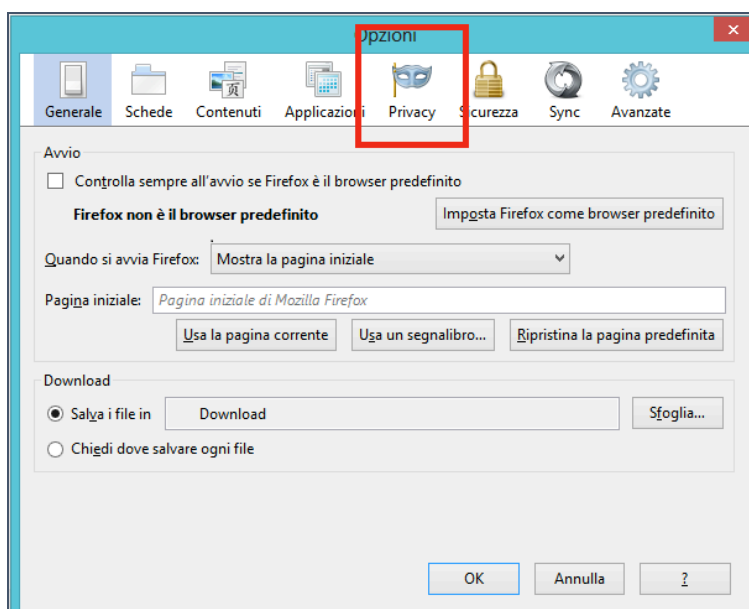 Opzioni
Generale Schede Contenuti Applicazioni Privacy Sicurezza Sync Avanzate
Avvio
Controlla sempre all'avvio se Firefox è il browser predefinito
Firefox non è il browser predefinito Imposta Firefox come browser predefinito
Quando si avvia Firefox: Mostra la pagina iniziale
Pagina iniziale: Pagina iniziale di Mozilla Firefox
Usa la pagina corrente Usa un segnalibro... Ripristina la pagina predefinita
Download
Salva i file in Download Sfoglia...
Chiedi dove salvare ogni file
OK Annulla ?